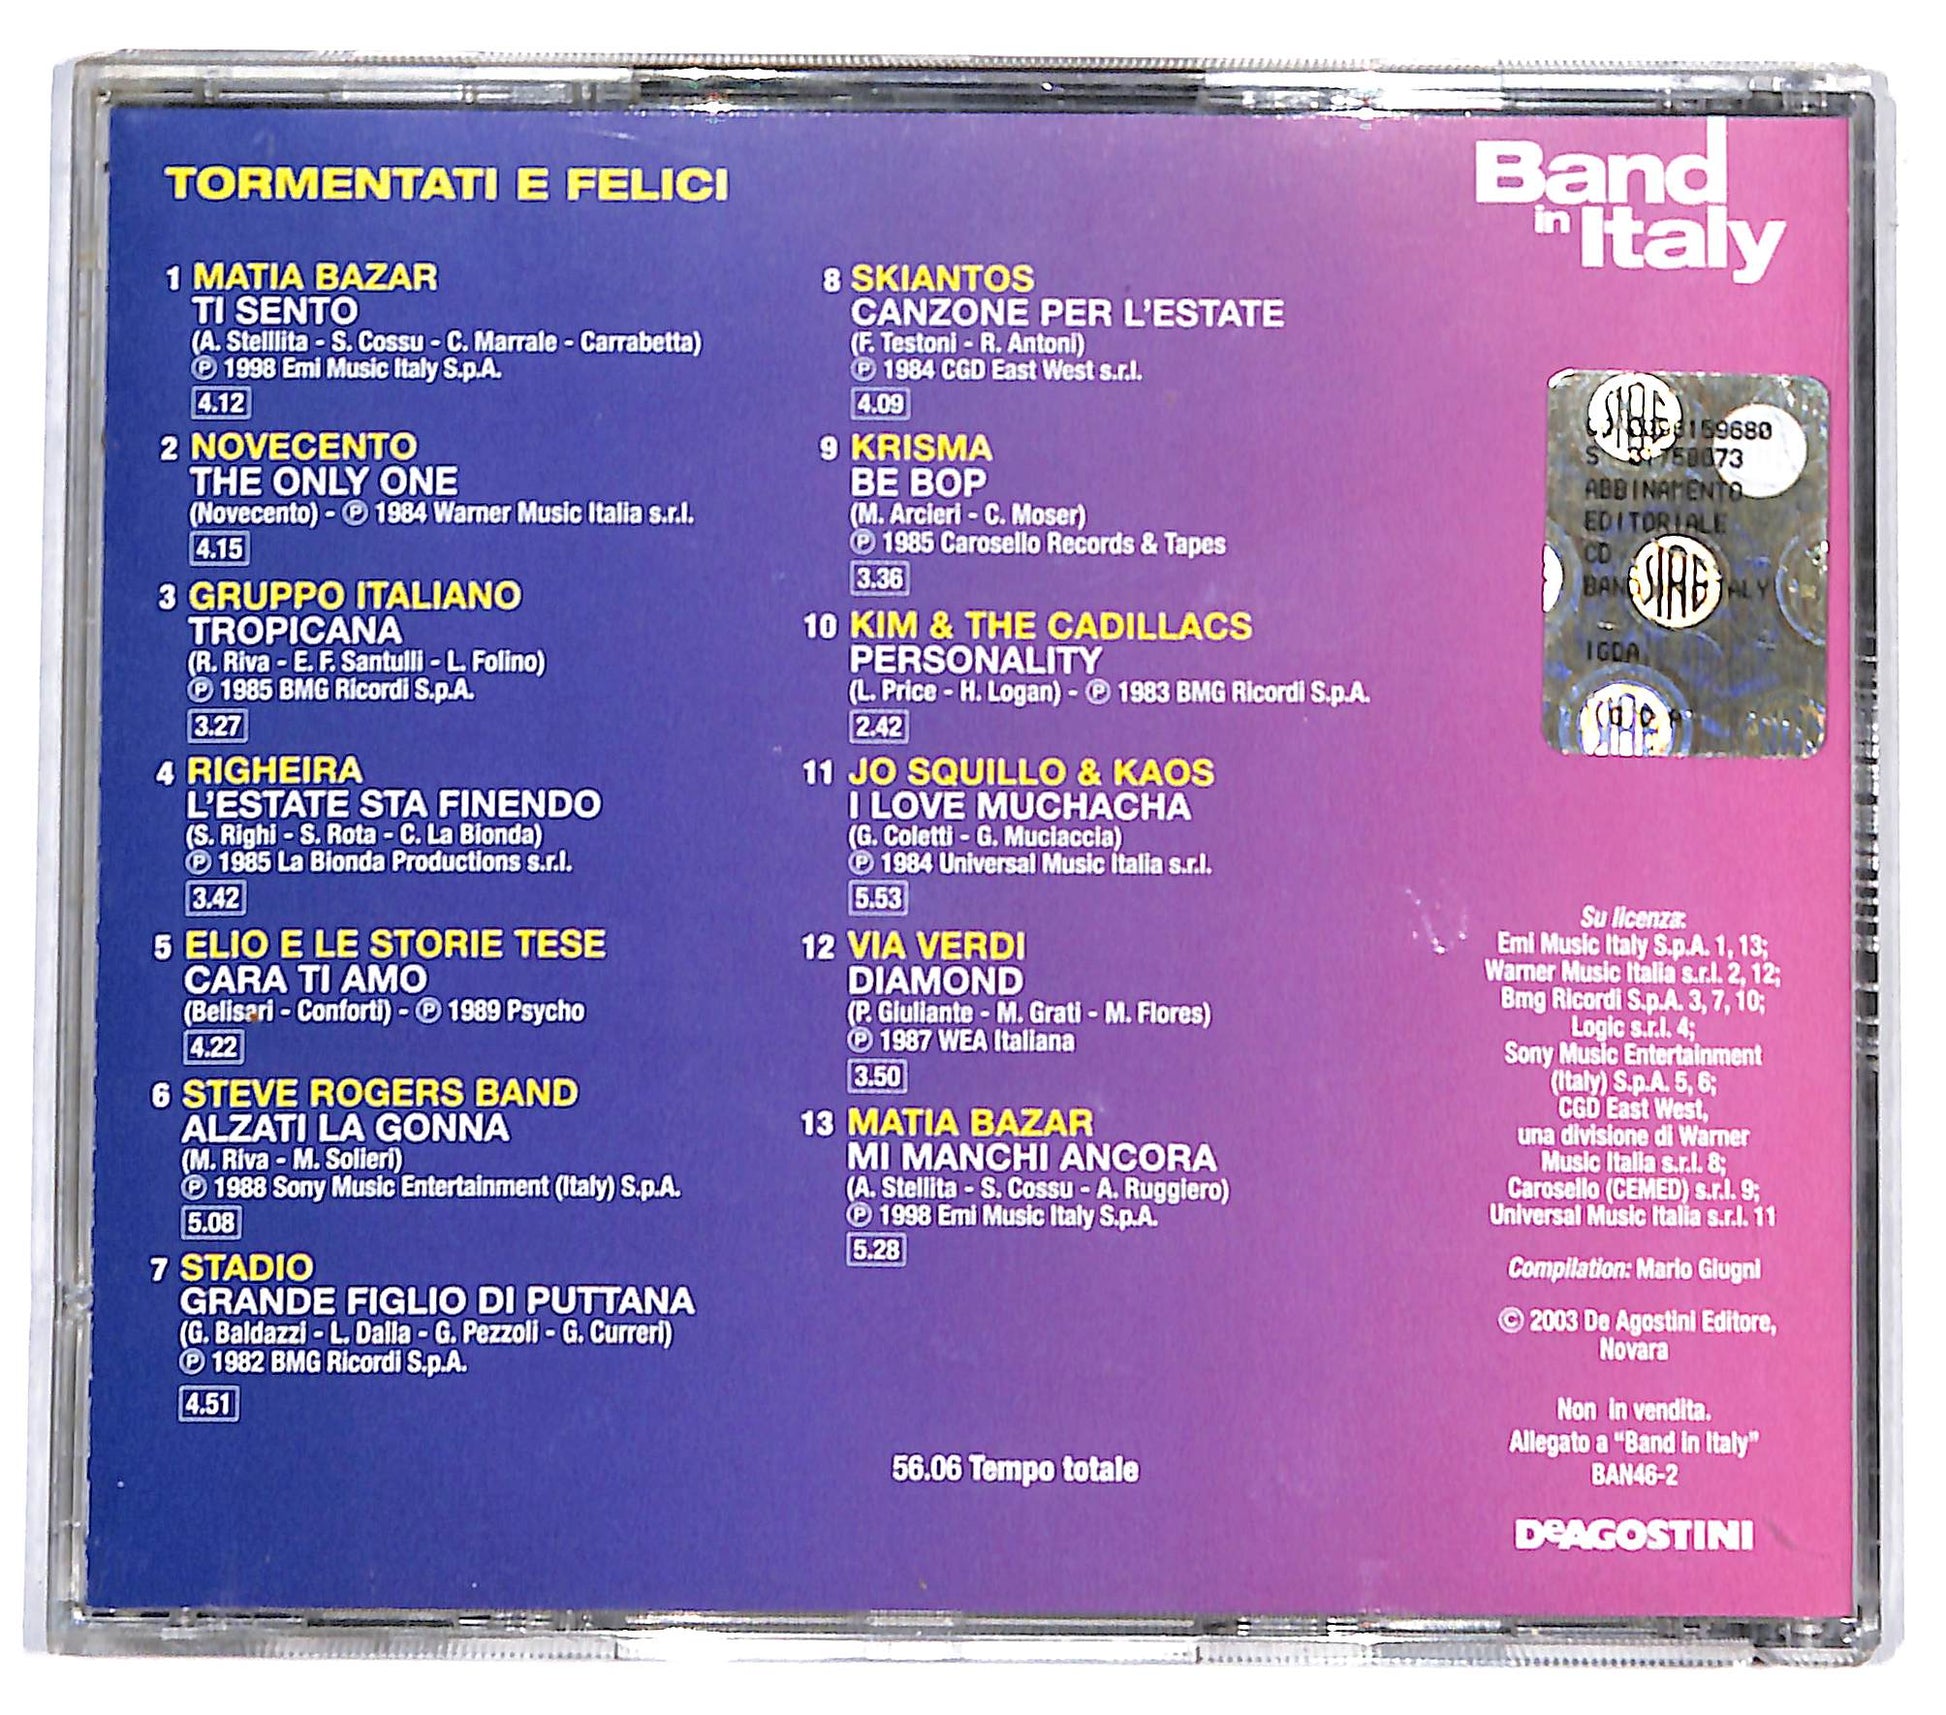 TORMENTATI E FELICI
1 MATIA BAZAR
TI SENTO
(A. Stelllita - S. Cossu - C. Marrale - Carrabetta)
℗ 1998 Emi Music Italy S.p.A.
4.12
2 NOVECENTO
THE ONLY ONE
(Novecento) - ℗ 1984 Warner Music Italia s.r.l.
4.15
3 GRUPPO ITALIANO
TROPICANA
(R. Riva - E. F. Santulli - L. Folino)
℗ 1985 BMG Ricordi S.p.A.
3.27
4 RIGHEIRA
L'ESTATE STA FINENDO
(S. Righi - S. Rota - C. La Bionda)
℗ 1985 La Bionda Productions s.r.l.
3.42
5 ELIO E LE STORIE TESE
CARA TI AMO
(Belisari - Conforti) - ℗ 1989 Psycho
4.22
6 STEVE ROGERS BAND
ALZATI LA GONNA
(M. Riva - M. Solieri)
℗ 1988 Sony Music Entertainment (Italy) S.p.A.
5.08
7 STADIO
GRANDE FIGLIO DI PUTTANA
(G. Baldazzi - L. Dalla - G. Pezzoli - G. Curreri)
℗ 1982 BMG Ricordi S.p.A.
4.51
8 SKIANTOS
CANZONE PER L'ESTATE
(F. Testoni - R. Antoni)
℗ 1984 CGD East West s.r.l.
4.09
9 KRISMA
BE BOP
(M. Arcieri - C. Moser)
℗ 1985 Carosello Records & Tapes
3.36
10 KIM & THE CADILLACS
PERSONALITY
(L. Price - H. Logan) - ℗ 1983 BMG Ricordi S.p.A.
2.42
11 JO SQUILLO & KAOS
I LOVE MUCHACHA
(G. Coletti - G. Muciaccia)
℗ 1984 Universal Music Italia s.r.l.
5.53
12 VIA VERDI
DIAMOND
(P. Giuliante - M. Grati - M. Flores)
℗ 1987 WEA Italiana
3.50
13 MATIA BAZAR
MI MANCHI ANCORA
(A. Stellita - S. Cossu - A. Ruggiero)
℗ 1998 Emi Music Italy S.p.A.
5.28
56.06 Tempo totale
Band
in Italy
SIAE
ABBINAMENTO
EDITORIALE
CD
SIAE
IGDA
Su licenza:
Emi Music Italy S.p.A. 1, 13;
Warner Music Italia s.r.l. 2, 12;
Bmg Ricordi S.p.A. 3, 7, 10;
Logic s.r.l. 4;
Sony Music Entertainment
(Italy) S.p.A. 5, 6;
CGD East West,
una divisione di Warner
Music Italia s.r.l. 8;
Carosello (CEMED) s.r.l. 9;
Universal Music Italia s.r.l. 11
Compilation: Mario Giugni
© 2003 De Agostini Editore,
Novara
Non in vendita.
Allegato a "Band in Italy"
BAN46-2
DeAGOSTINI